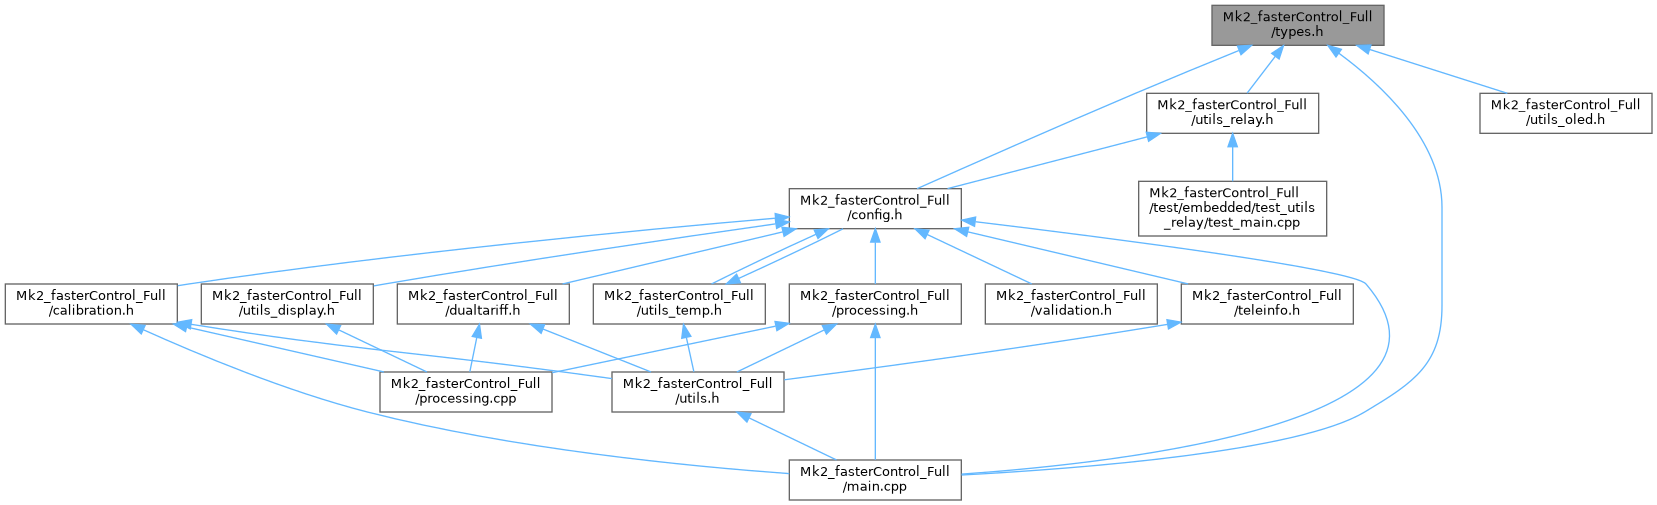 Mk2_fasterControl_Full
/types.h
Mk2_fasterControl_Full
/utils_relay.h
Mk2_fasterControl_Full
/utils_oled.h
Mk2_fasterControl_Full
/test/embedded/test_utils
_relay/test_main.cpp
Mk2_fasterControl_Full
/config.h
Mk2_fasterControl_Full
/calibration.h
Mk2_fasterControl_Full
/utils_display.h
Mk2_fasterControl_Full
/dualtariff.h
Mk2_fasterControl_Full
/utils_temp.h
Mk2_fasterControl_Full
/processing.h
Mk2_fasterControl_Full
/validation.h
Mk2_fasterControl_Full
/teleinfo.h
Mk2_fasterControl_Full
/processing.cpp
Mk2_fasterControl_Full
/utils.h
Mk2_fasterControl_Full
/main.cpp